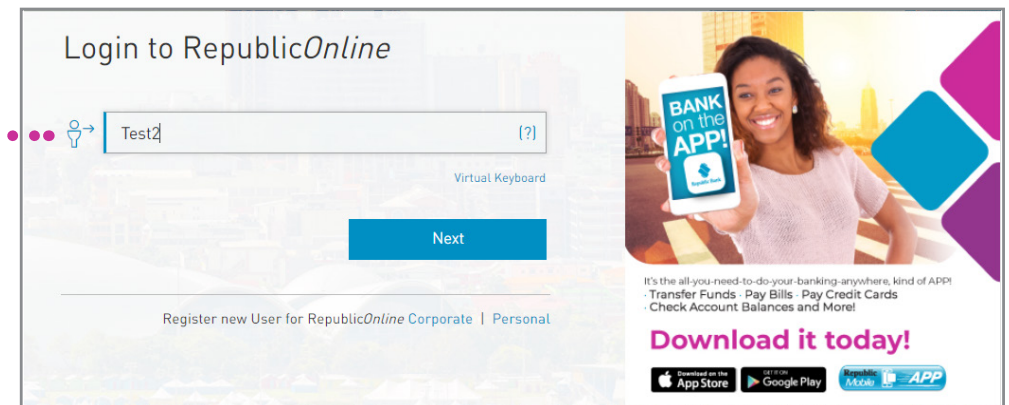 Login to RepublicOnline
Test2
(?)
Virtual Keyboard
Next
Register new User for RepublicOnline Corporate | Personal
BANK
on the
APP!
Republic Bank
It's the all-you-need-to-do-your-banking-anywhere, kind of APP!
· Transfer Funds · Pay Bills · Pay Credit Cards
· Check Account Balances and More!
Download it today!
Download on the
App Store
GET IT ON
Google Play
Republic
Mobile
APP